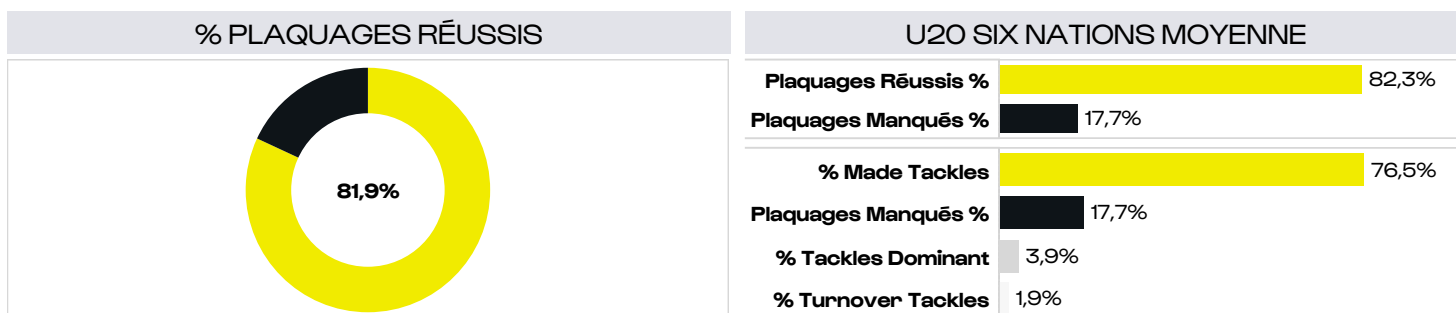 % PLAQUAGES RÉUSSIS
81,9%
U20 SIX NATIONS MOYENNE
Plaquages Réussis % 82,3%
Plaquages Manqués % 17,7%
% Made Tackles 76,5%
Plaquages Manqués % 17,7%
% Tackles Dominant 3,9%
% Turnover Tackles 1,9%